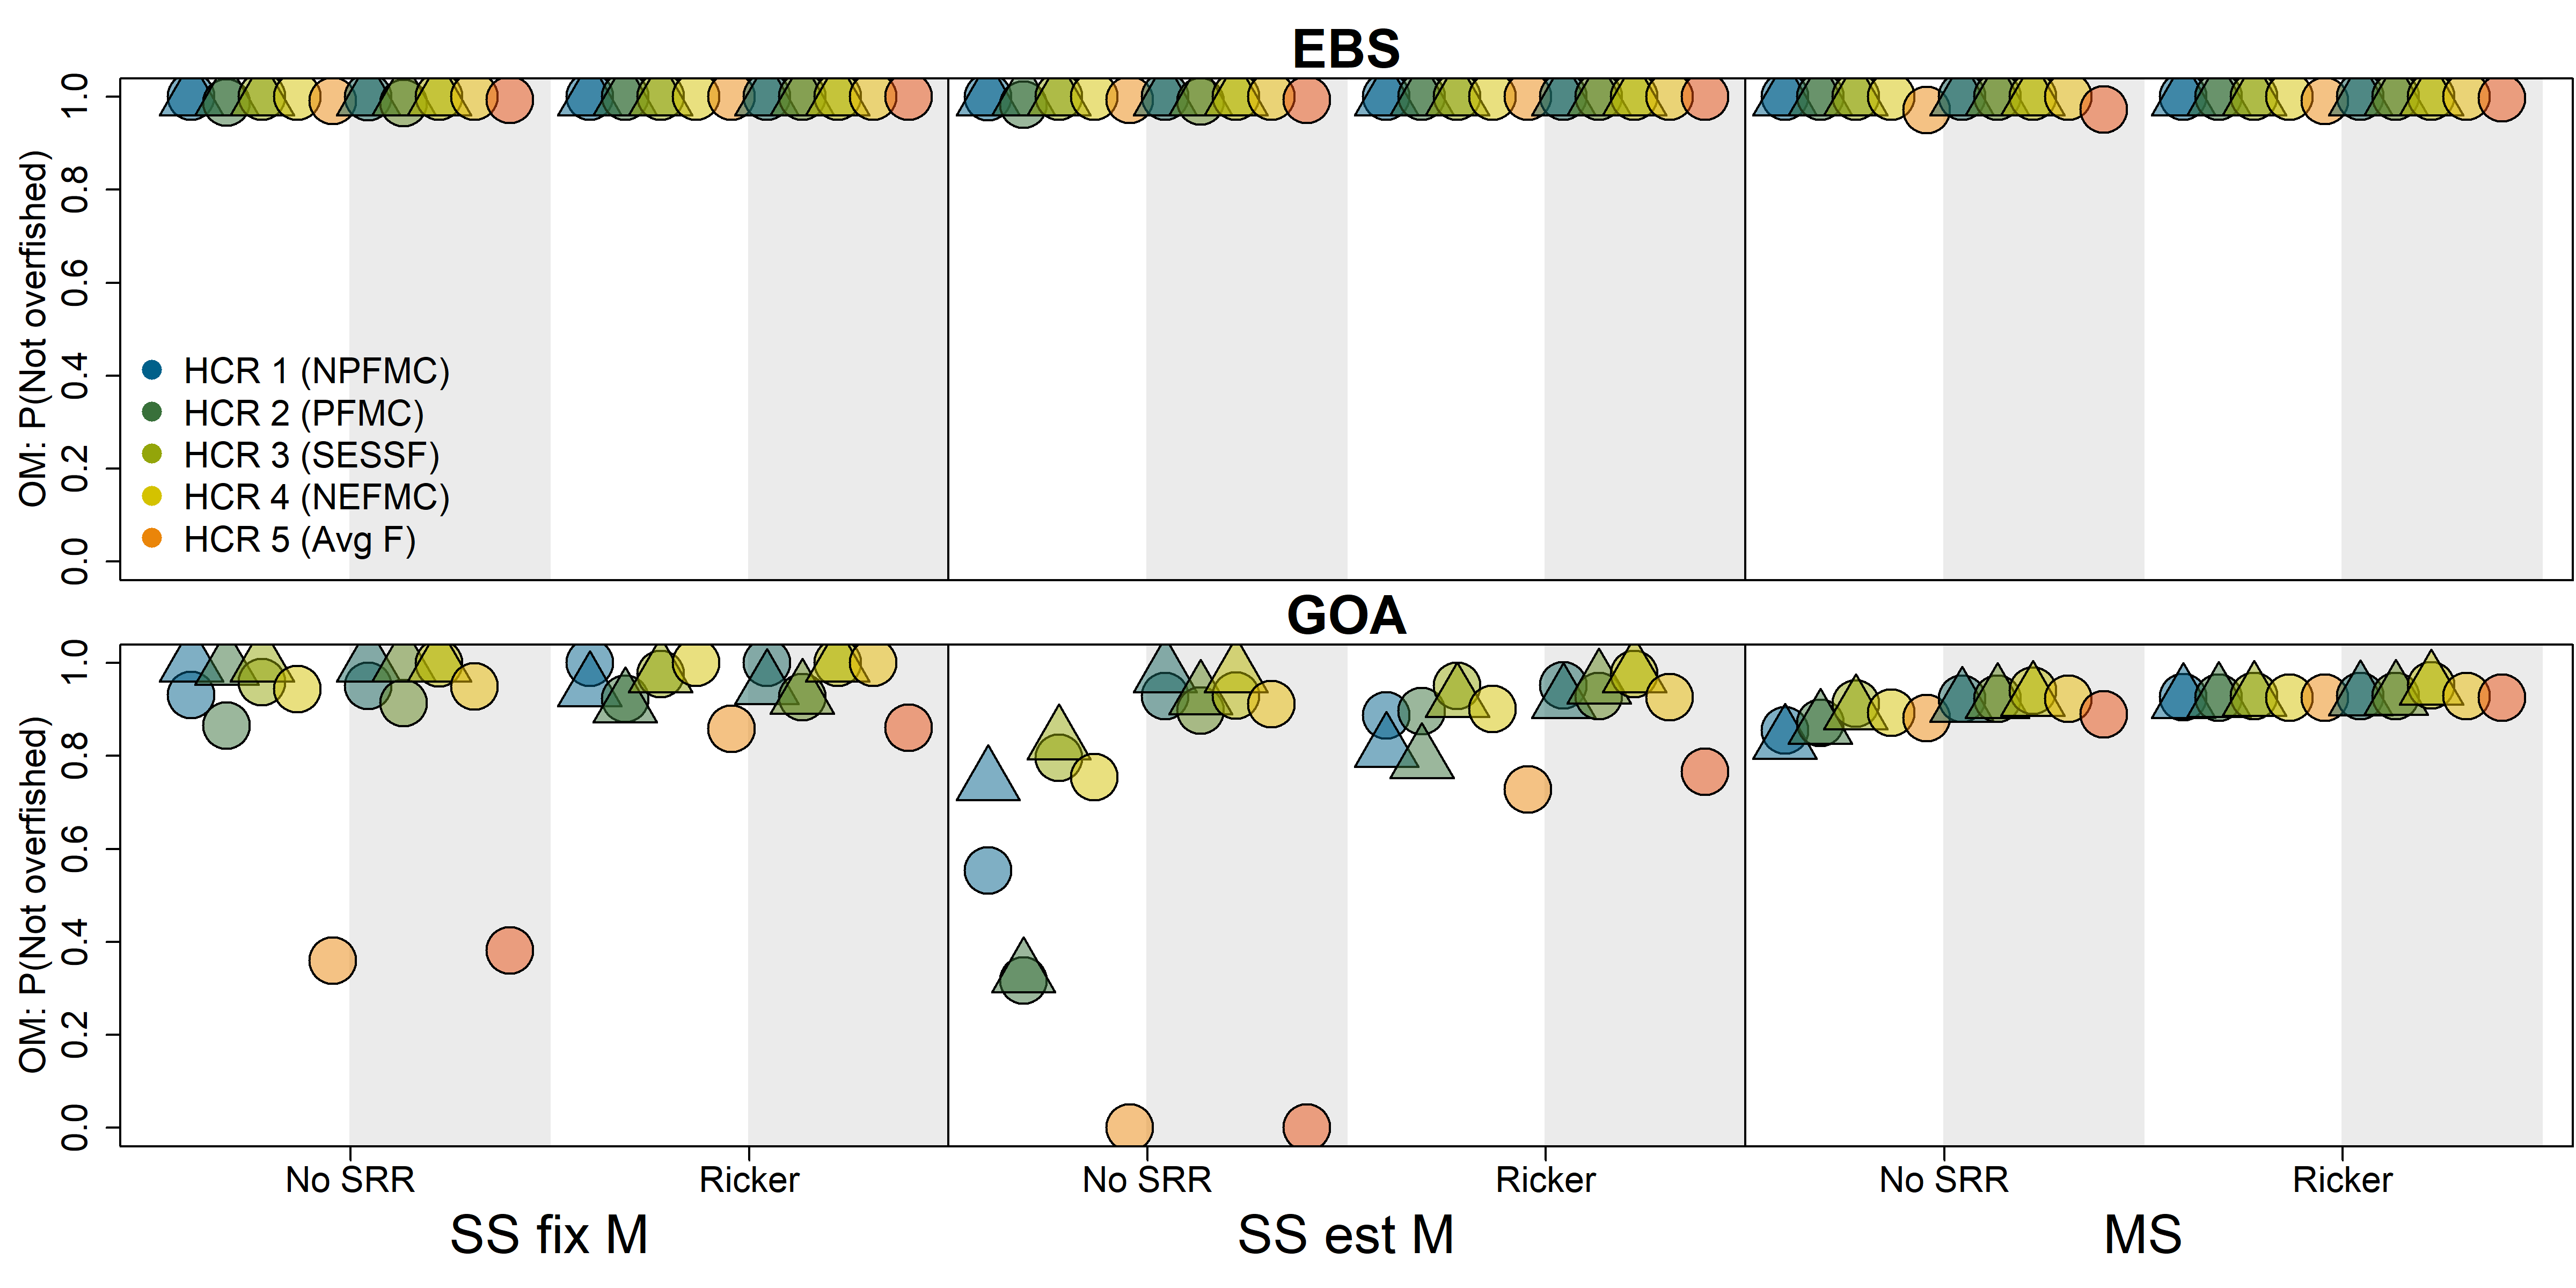 EBS
OM: P(Not overfished)
1.0
0.8
0.6
0.4
0.2
0.0
HCR 1 (NPFMC)
HCR 2 (PFMC)
HCR 3 (SESSF)
HCR 4 (NEFMC)
HCR 5 (Avg F)
GOA
OM: P(Not overfished)
1.0
0.8
0.6
0.4
0.2
0.0
No SRR Ricker No SRR Ricker No SRR Ricker
SS fix M SS est M MS